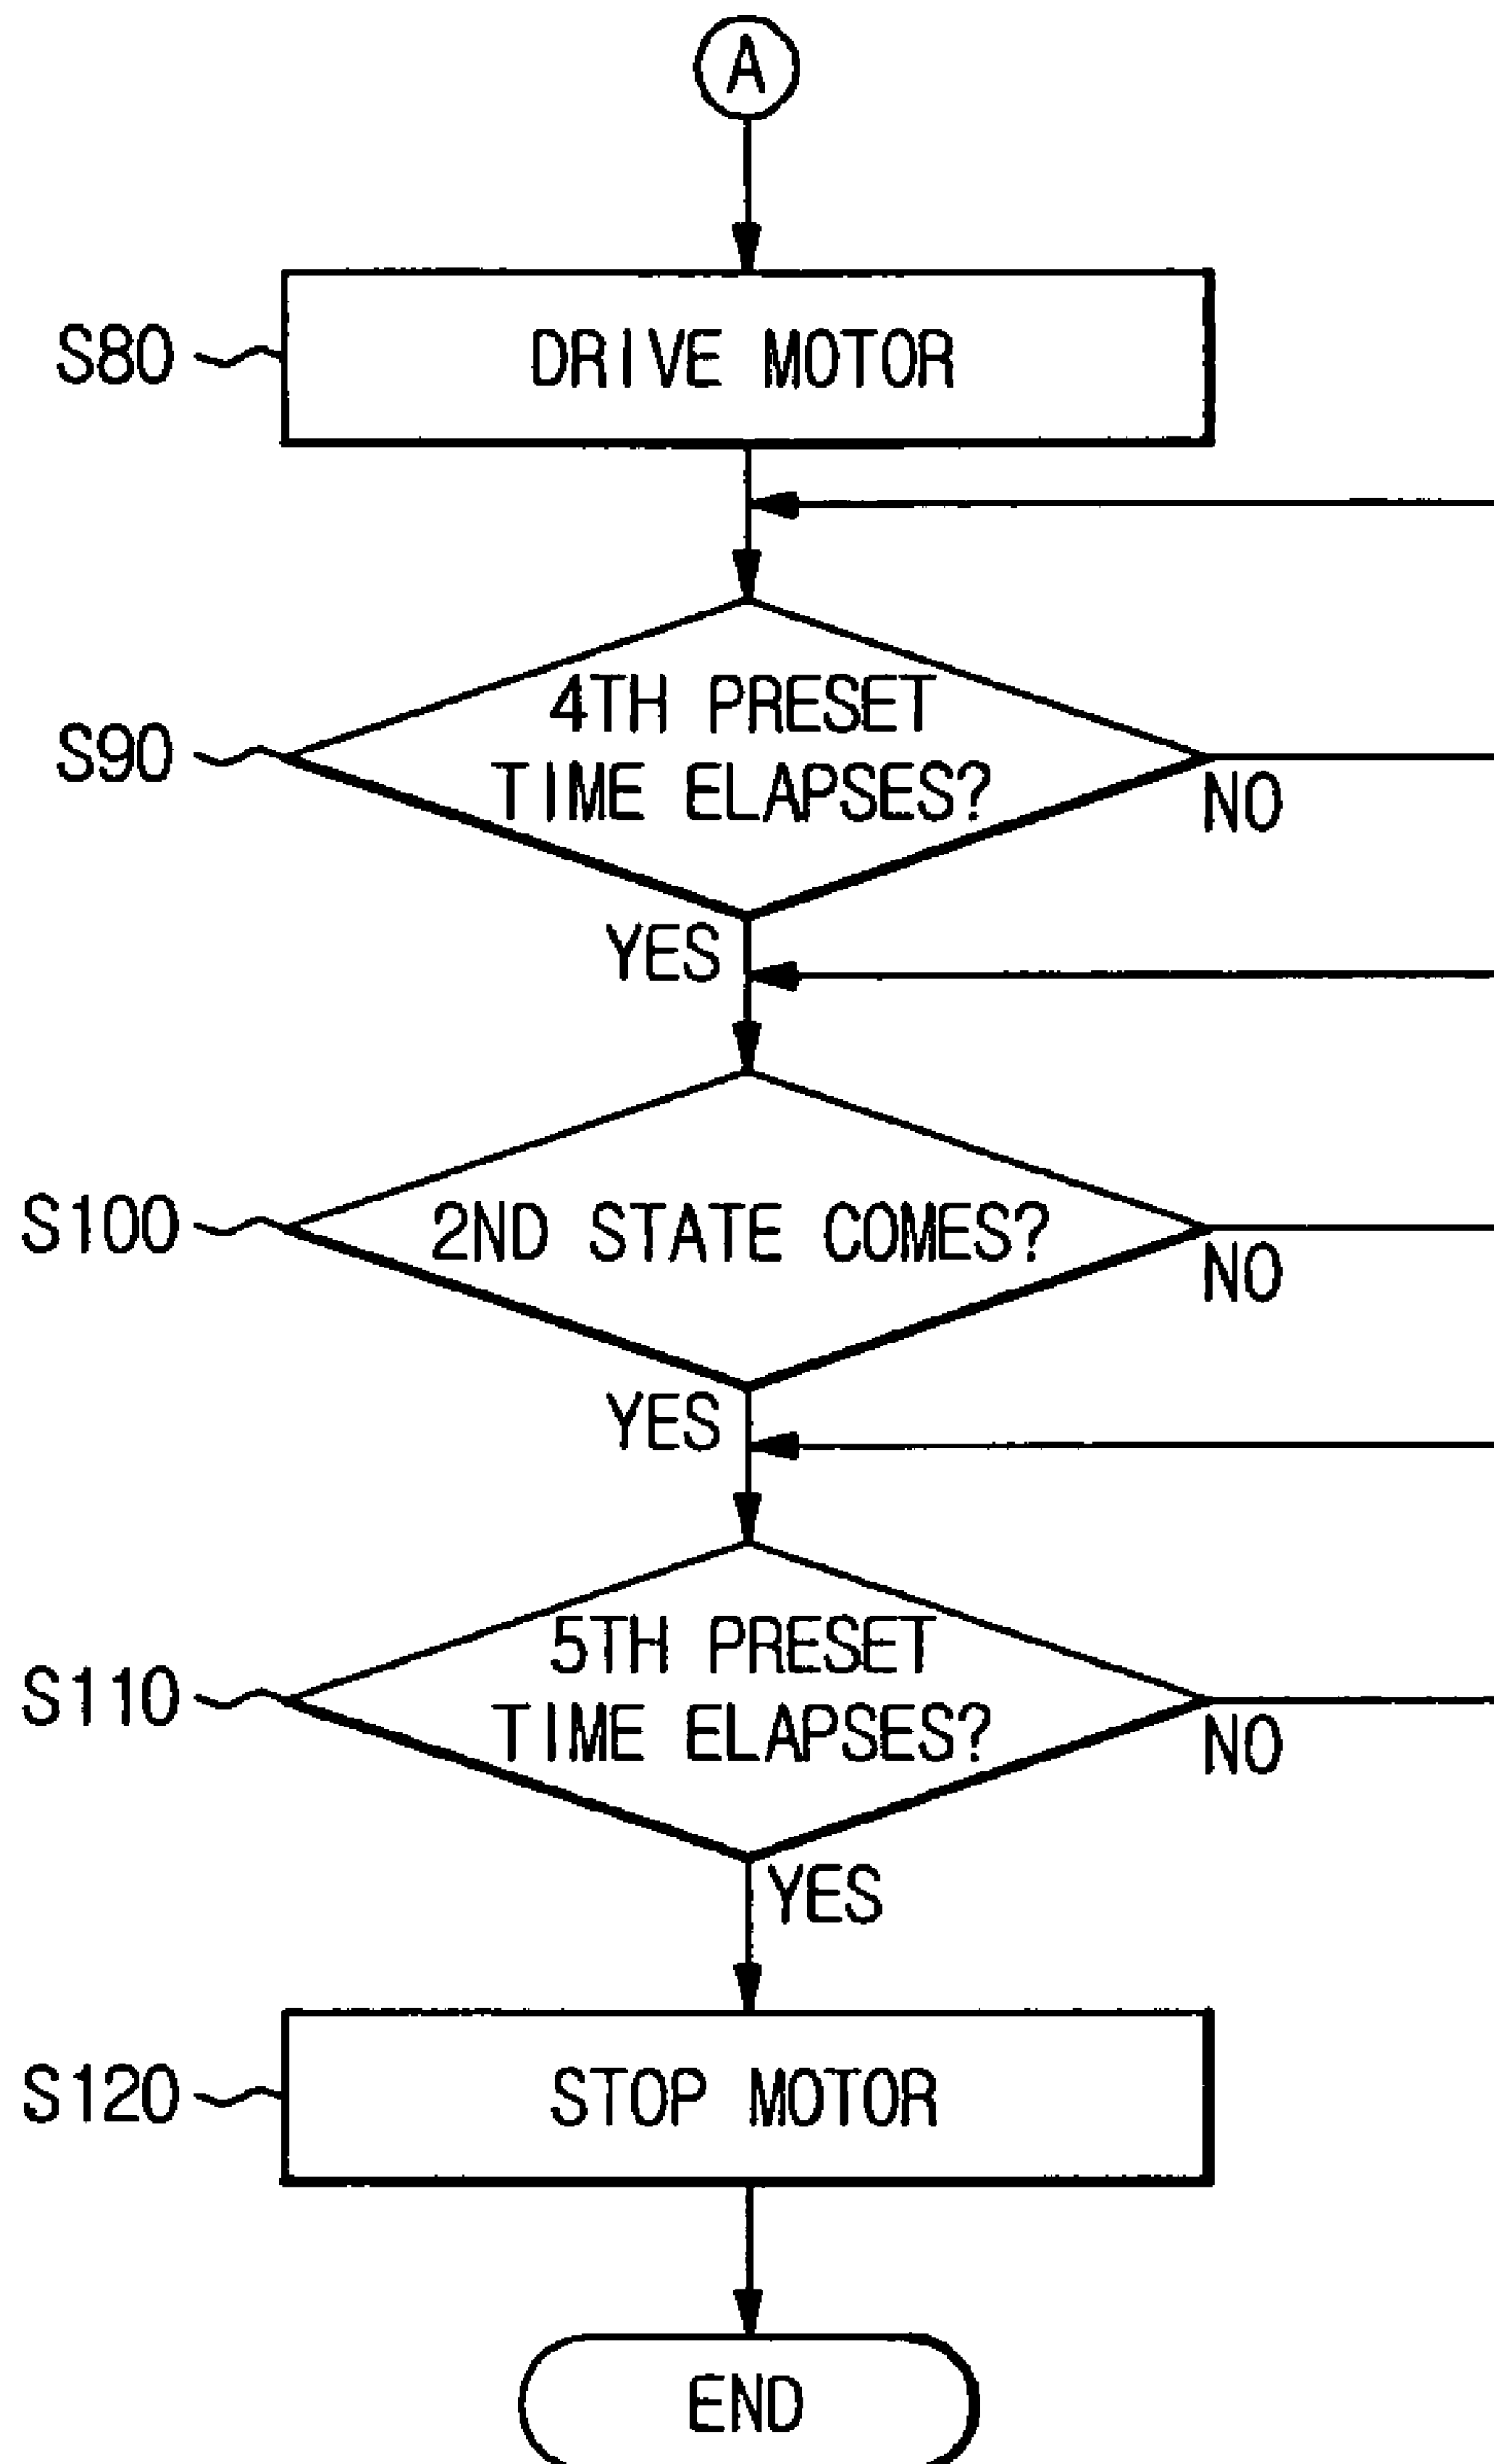 A
S80
DRIVE MOTOR
S90
4TH PRESET
TIME ELAPSES?
NO
YES
S100
2ND STATE COMES?
NO
YES
S110
5TH PRESET
TIME ELAPSES?
NO
YES
S120
STOP MOTOR
END